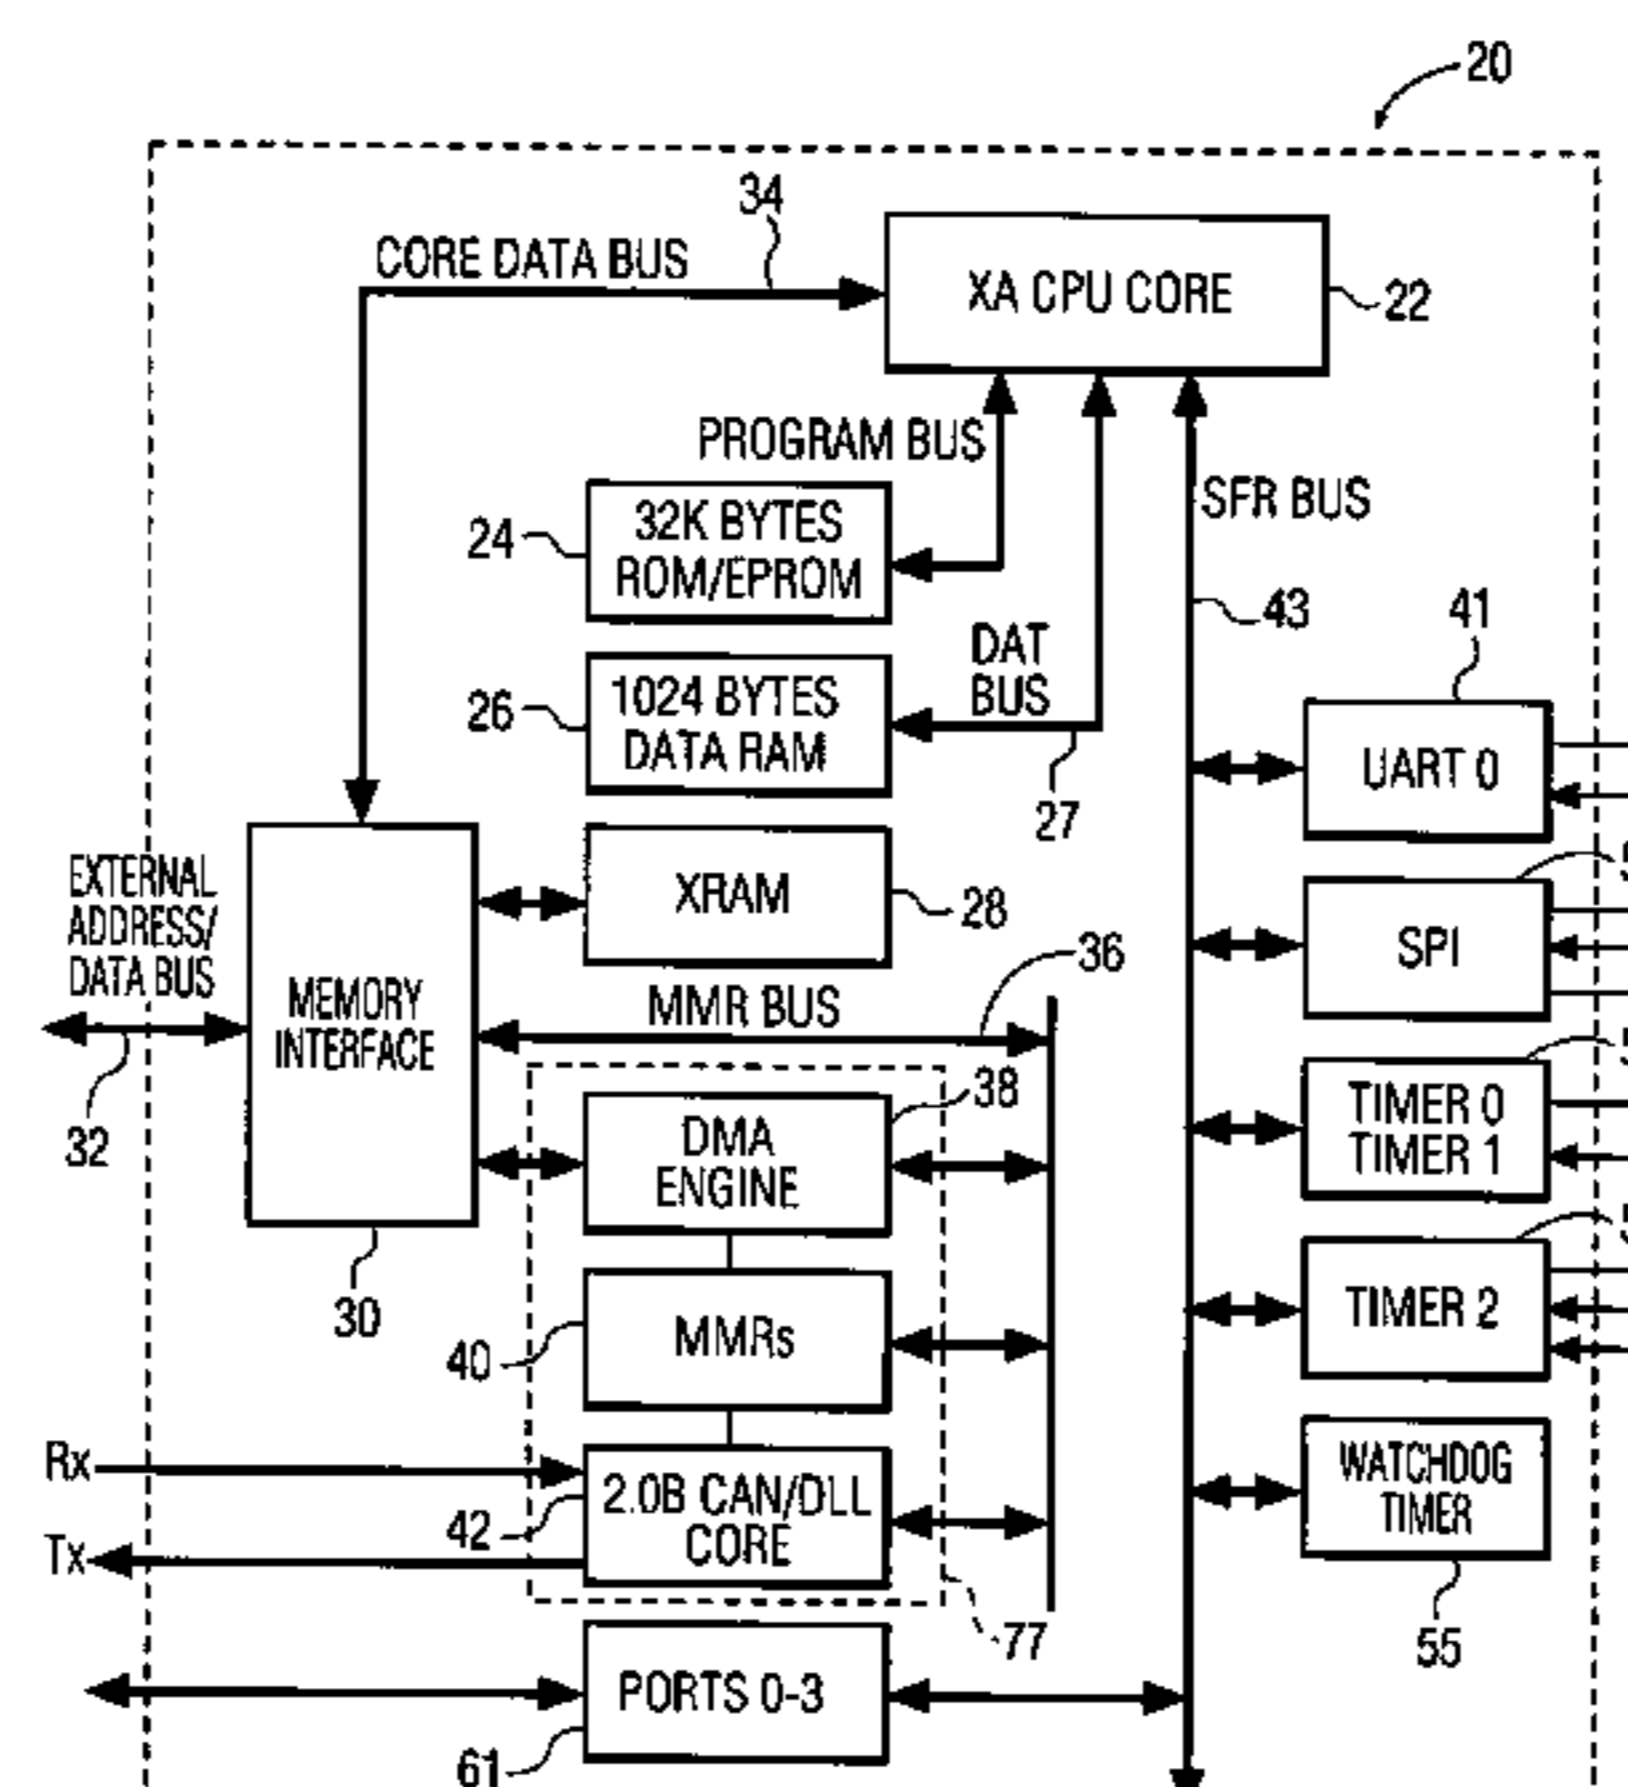 20
34
CORE DATA BUS
XA CPU CORE
22
PROGRAM BUS
SFR BUS
24
32K BYTES
ROM/EPROM
43
41
DAT
BUS
26
1024 BYTES
DATA RAM
27
UART 0
EXTERNAL
ADDRESS/
DATA BUS
XRAM
28
SPI
36
MEMORY
INTERFACE
MMR BUS
32
38
DMA
ENGINE
TIMER 0
TIMER 1
30
40
MMRs
TIMER 2
Rx
42
2.0B CAN/DLL
CORE
WATCHDOG
TIMER
Tx
77
55
PORTS 0-3
61